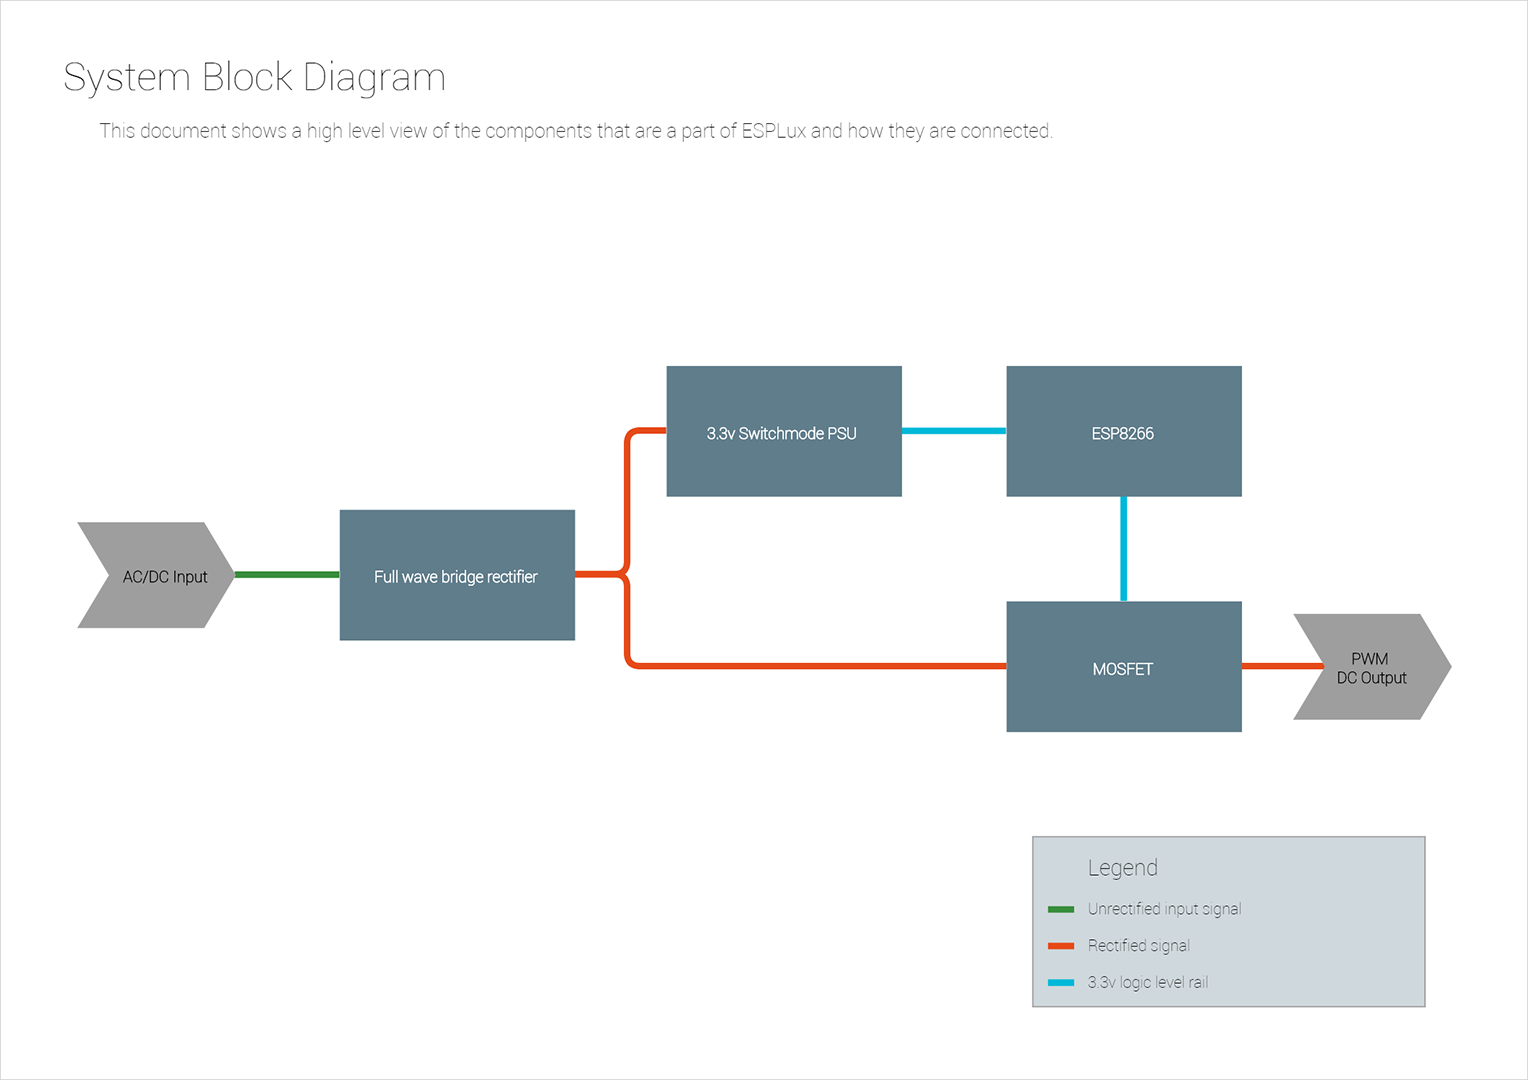 System Block Diagram
This document shows a high level view of the components that are a part of ESPLux and how they are connected.
3.3v Switchmode PSU
ESP8266
AC/DC Input
Full wave bridge rectifier
MOSFET
PWM
DC Output
Legend
Unrectified input signal
Rectified signal
3.3v logic level rail